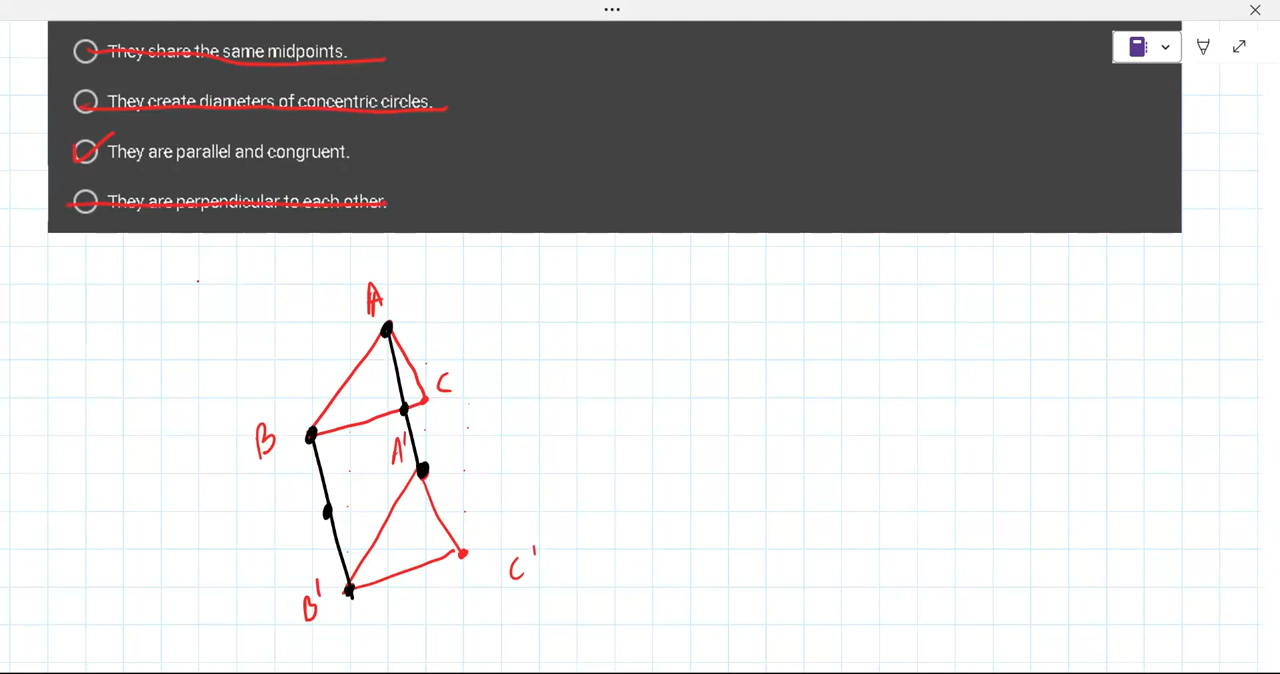 They share the same midpoints.
They create diameters of concentric circles.
They are parallel and congruent.
They are perpendicular to each other.
A
C
B
A'
C'
B'